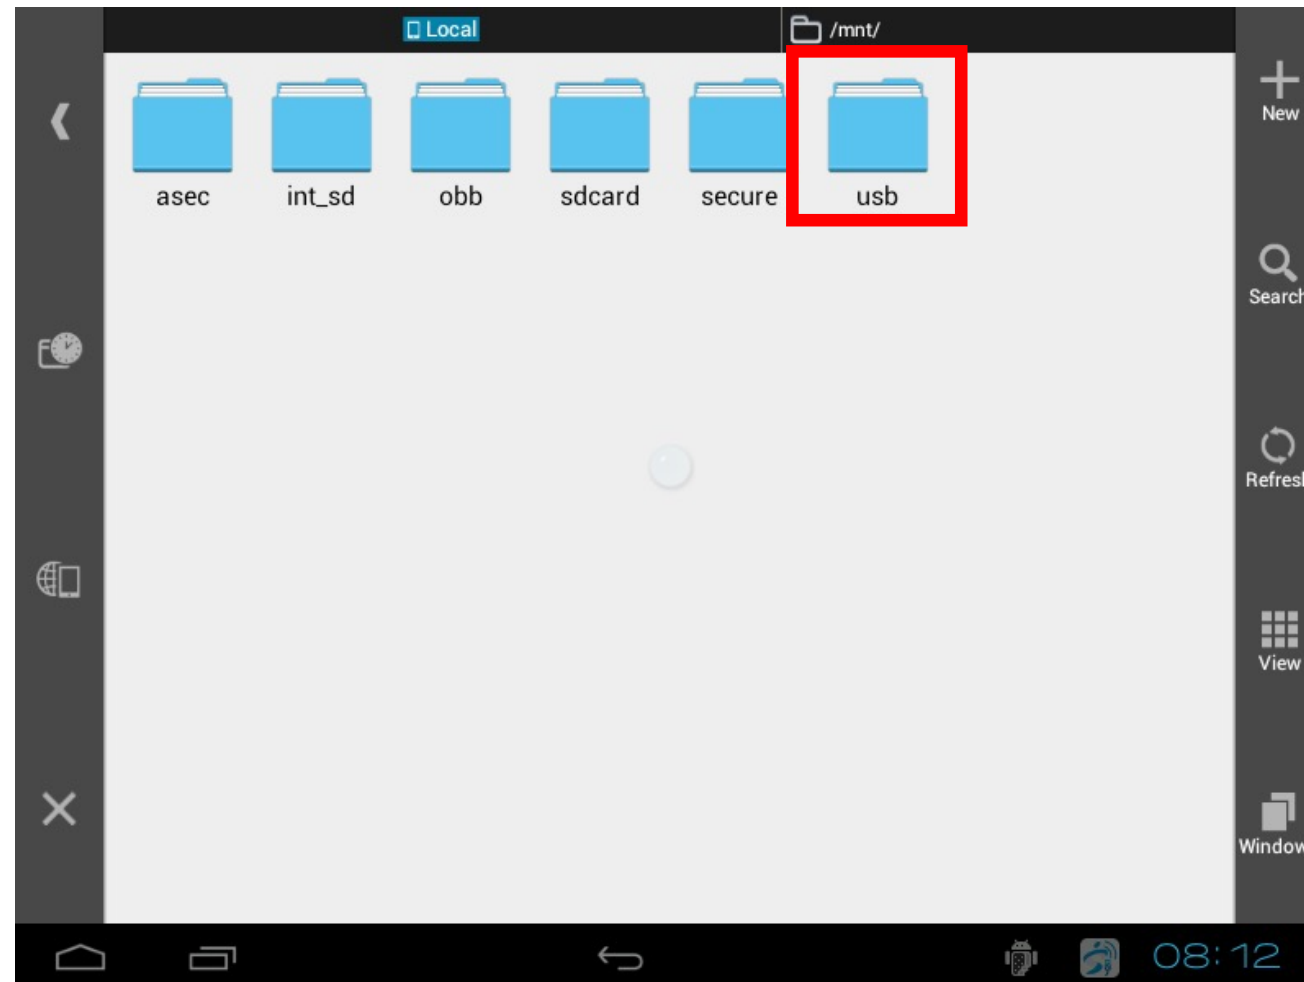 Local
/mnt/
New
asec
int_sd
obb
sdcard
secure
usb
Search
Refresh
View
Window
08:12